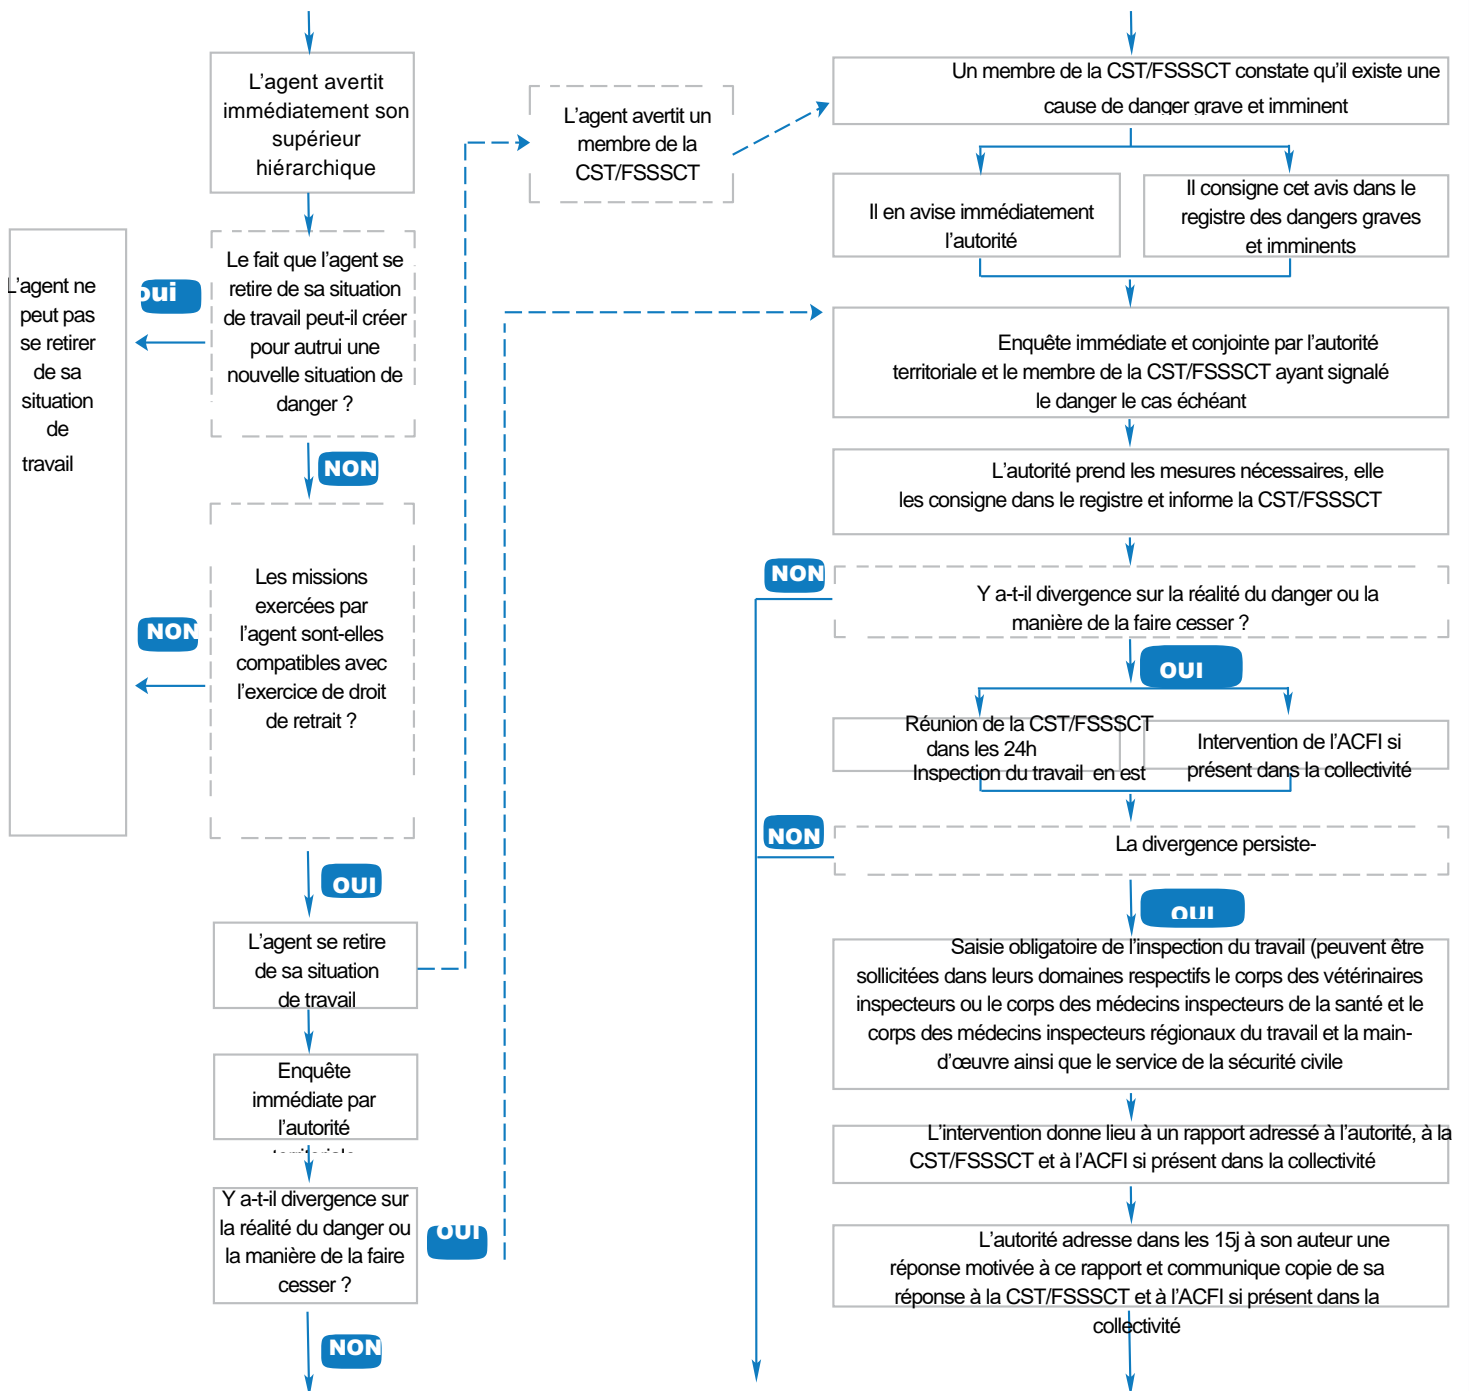 L’agent avertit
immédiatement son
supérieur
hiérarchique
Le fait que l’agent se
retire de sa situation
de travail peut-il créer
pour autrui une
nouvelle situation de
danger ?
oui
L’agent ne
peut pas
se retirer
de sa
situation
de
travail
NON
Les missions
exercées par
l’agent sont-elles
compatibles avec
l’exercice de droit
de retrait ?
NON
OUI
L’agent se retire
de sa situation
de travail
Enquête
immédiate par
l’autorité
territoriale
Y a-t-il divergence sur
la réalité du danger ou
la manière de la faire
cesser ?
OUI
NON
L’agent avertit un
membre de la
CST/FSSSCT
Un membre de la CST/FSSSCT constate qu’il existe une
cause de danger grave et imminent
Il en avise immédiatement
l’autorité
Il consigne cet avis dans le
registre des dangers graves
et imminents
Enquête immédiate et conjointe par l’autorité
territoriale et le membre de la CST/FSSSCT ayant signalé
le danger le cas échéant
L’autorité prend les mesures nécessaires, elle
les consigne dans le registre et informe la CST/FSSSCT
NON
Y a-t-il divergence sur la réalité du danger ou la
manière de la faire cesser ?
OUI
Réunion de la CST/FSSSCT
dans les 24h
Inspection du travail en est
Intervention de l’ACFI si
présent dans la collectivité
NON
La divergence persiste-
OUI
Saisie obligatoire de l’inspection du travail (peuvent être
sollicitées dans leurs domaines respectifs le corps des vétérinaires
inspecteurs ou le corps des médecins inspecteurs de la santé et le
corps des médecins inspecteurs régionaux du travail et la main-
d’œuvre ainsi que le service de la sécurité civile
L’intervention donne lieu à un rapport adressé à l’autorité, à la
CST/FSSSCT et à l’ACFI si présent dans la collectivité
L’autorité adresse dans les 15j à son auteur une
réponse motivée à ce rapport et communique copie de sa
réponse à la CST/FSSSCT et à l’ACFI si présent dans la
collectivité